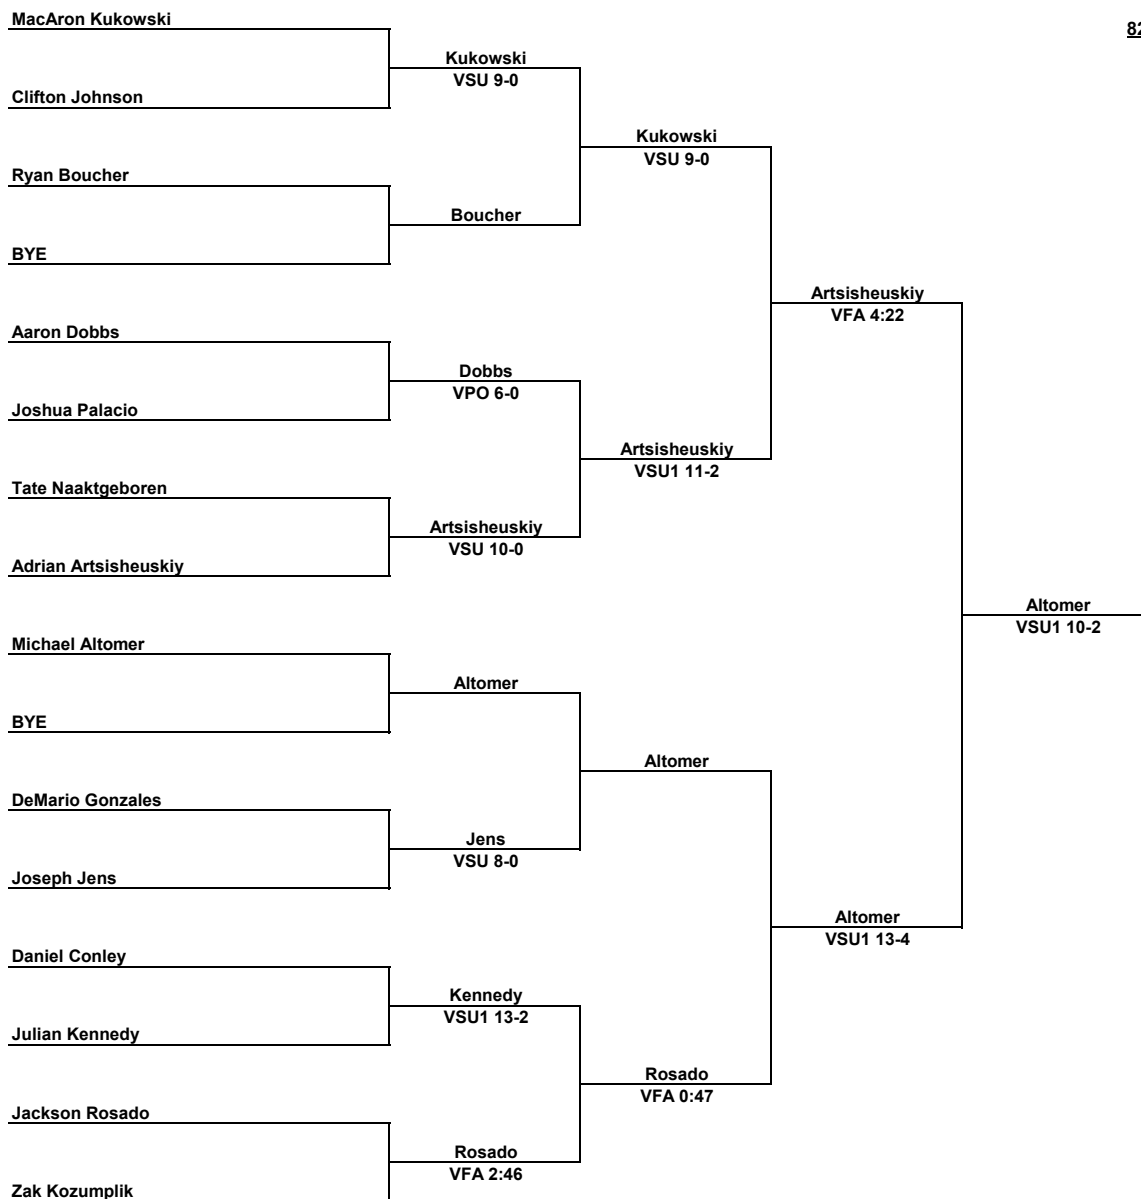 MacAron Kukowski
82
Kukowski
VSU 9-0
Clifton Johnson
Kukowski
VSU 9-0
Ryan Boucher
Boucher
BYE
Artsisheuskiy
VFA 4:22
Aaron Dobbs
Dobbs
VPO 6-0
Joshua Palacio
Artsisheuskiy
VSU1 11-2
Tate Naaktgeboren
Artsisheuskiy
VSU 10-0
Adrian Artsisheuskiy
Altomer
VSU1 10-2
Michael Altomer
Altomer
BYE
Altomer
DeMario Gonzales
Jens
VSU 8-0
Joseph Jens
Altomer
VSU1 13-4
Daniel Conley
Kennedy
VSU1 13-2
Julian Kennedy
Rosado
VFA 0:47
Jackson Rosado
Rosado
VFA 2:46
Zak Kozumplik